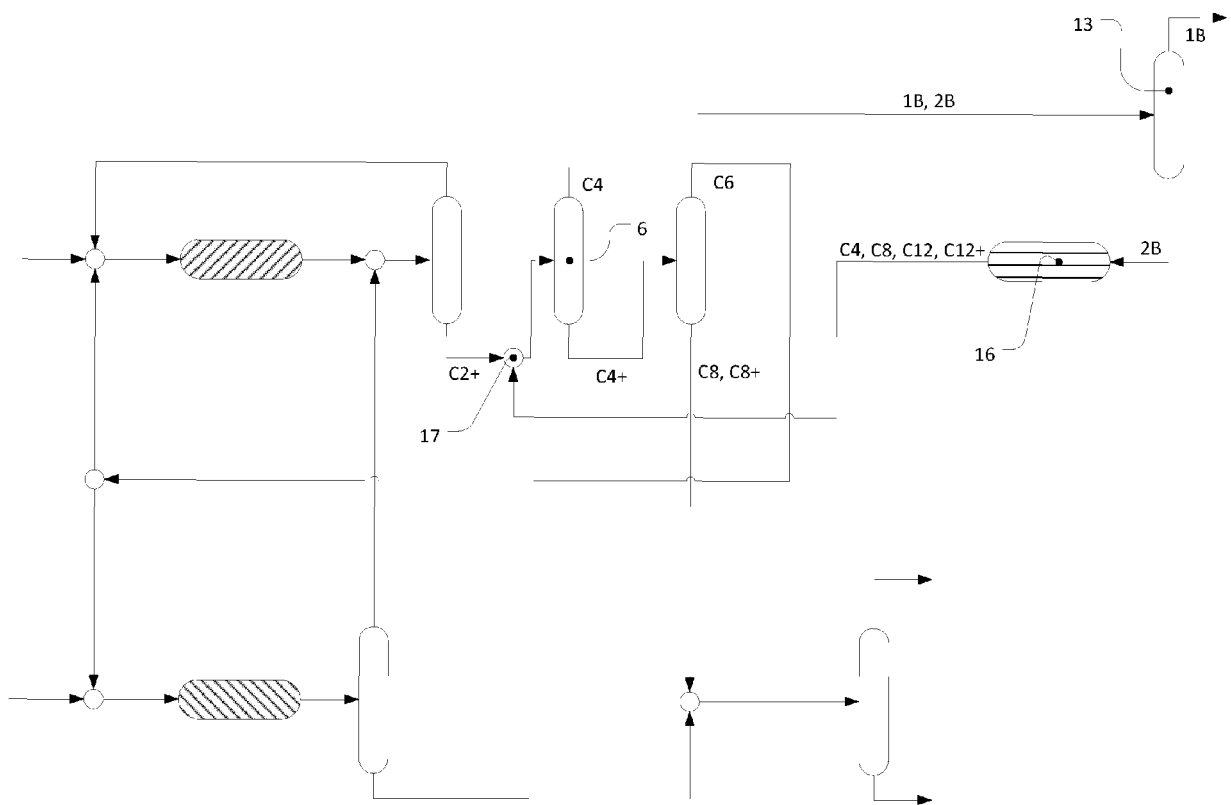 13
1B
1B, 2B
C4
C6
6
C4, C8, C12, C12+
2B
16
C2+
C4+
C8, C8+
17